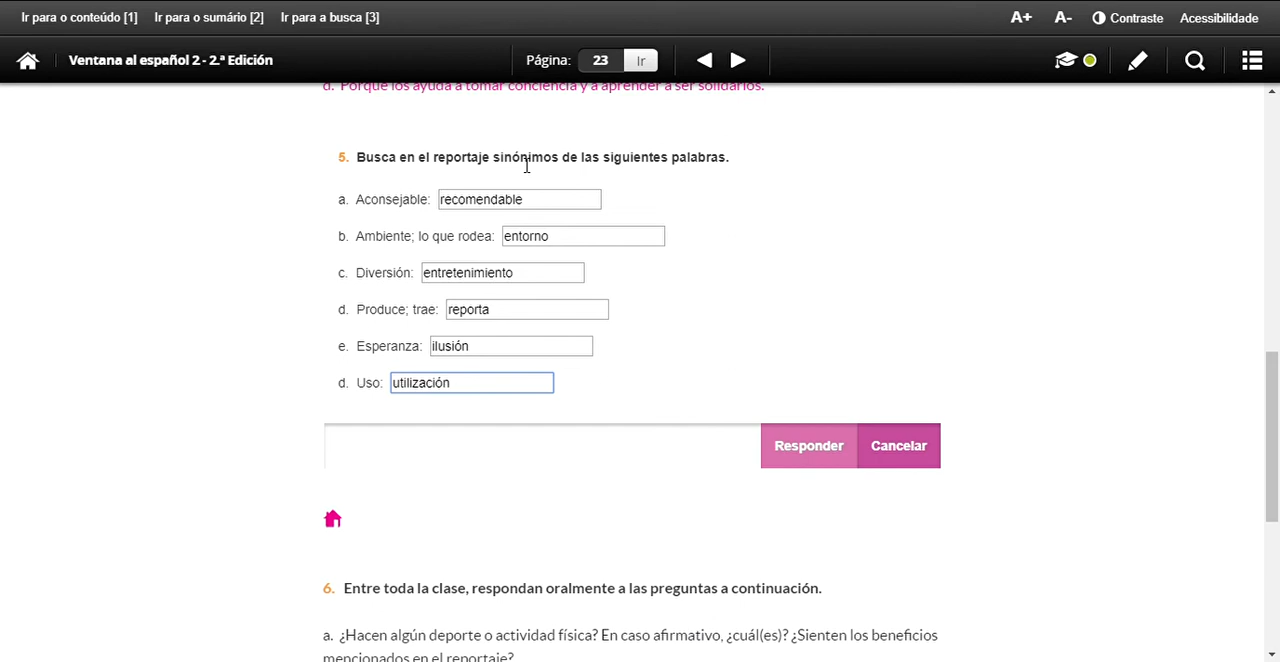 Ir para o conteúdo [1] Ir para o sumário [2] Ir para a busca [3] A+ A- Contraste Acessibilidade
Ventana al español 2 - 2.ª Edición Página: 23 Ir
d. Porque los ayuda a tomar conciencia y a aprender a ser solidarios.
5. Busca en el reportaje sinónimos de las siguientes palabras.
a. Aconsejable: recomendable
b. Ambiente; lo que rodea: entorno
c. Diversión: entretenimiento
d. Produce; trae: reporta
e. Esperanza: ilusión
d. Uso: utilización
Responder Cancelar
6. Entre toda la clase, respondan oralmente a las preguntas a continuación.
a. ¿Hacen algún deporte o actividad física? En caso afirmativo, ¿cuál(es)? ¿Sienten los beneficios
mencionados en el reportaje?